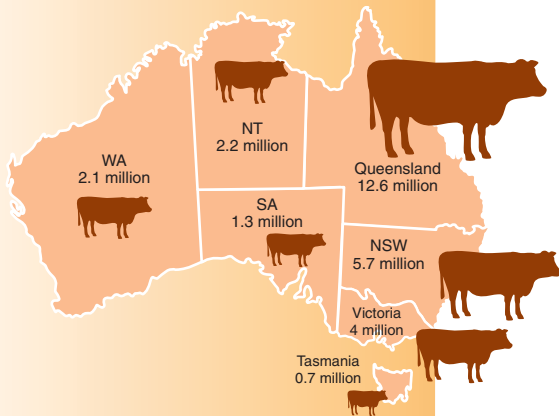 NT
2.2 million
WA
2.1 million
Queensland
12.6 million
SA
1.3 million
NSW
5.7 million
Victoria
4 million
Tasmania
0.7 million